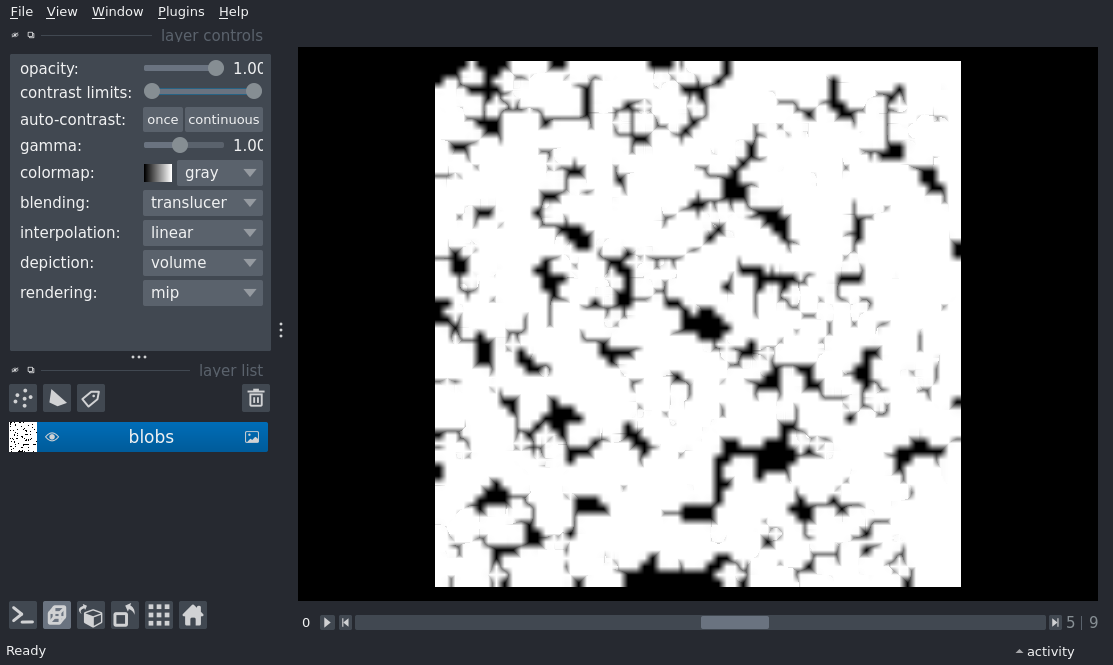 File View Window Plugins Help
layer controls
opacity: 1.00
contrast limits:
auto-contrast: once continuous
gamma: 1.00
colormap: gray
blending: translucer
interpolation: linear
depiction: volume
rendering: mip
layer list
blobs
0 5 | 9
Ready activity